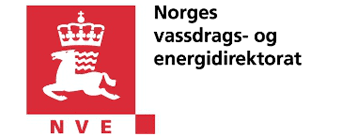 Norges
vassdrags- og
energidirektorat
NVE